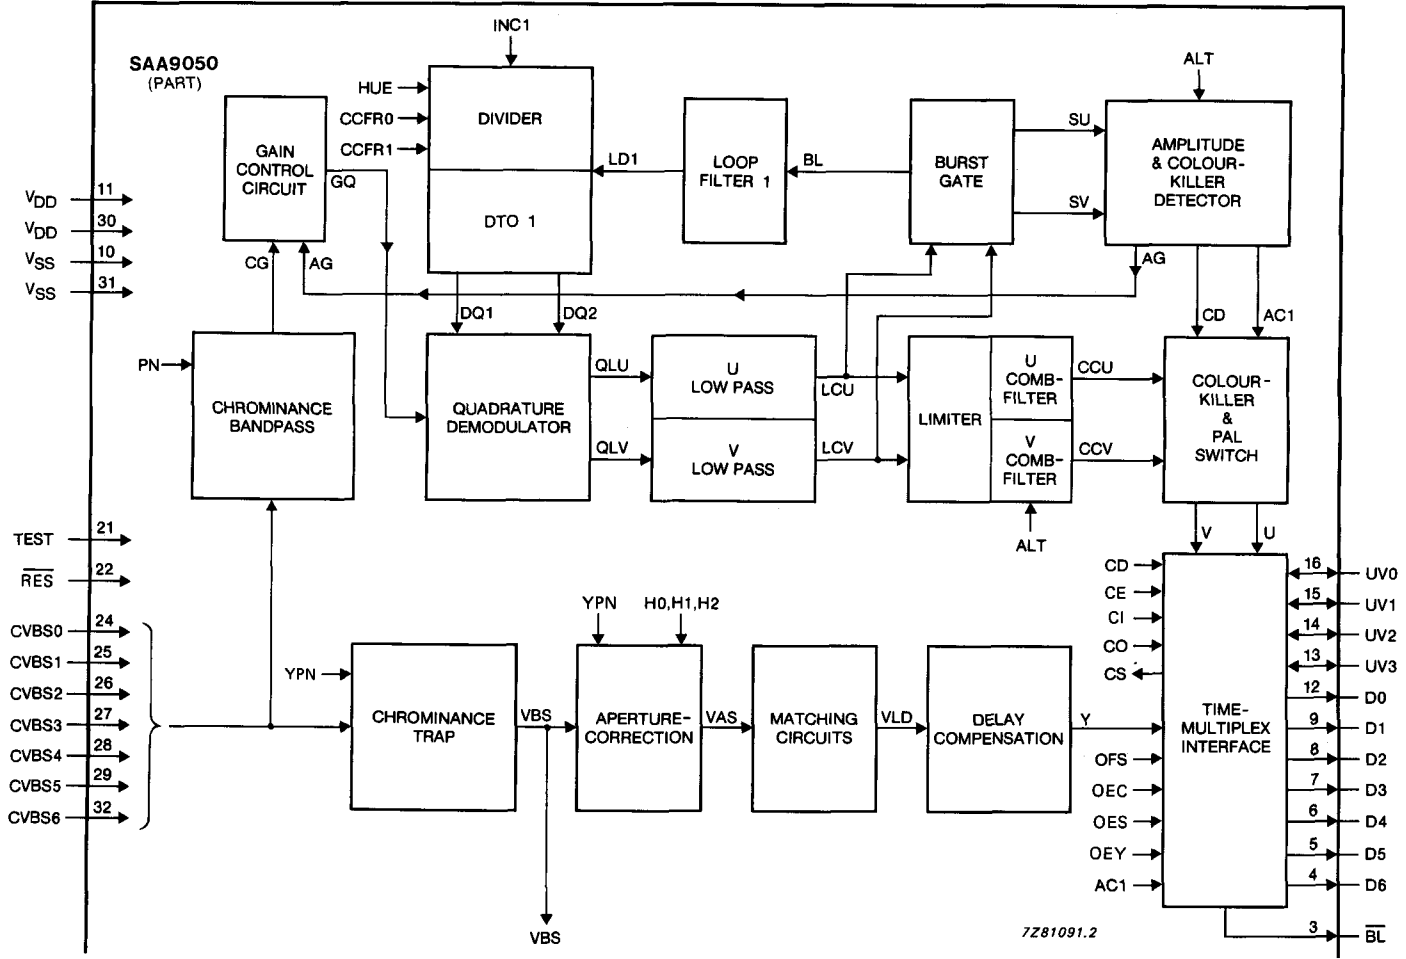 INC1
SAA9050
(PART)
ALT
HUE
CCFR0
CCFR1
DIVIDER
DTO 1
GAIN
CONTROL
CIRCUIT
GQ
LD1
LOOP
FILTER 1
BL
BURST
GATE
SU
SV
AMPLITUDE
& COLOUR-
KILLER
DETECTOR
VDD 11
VDD 30
VSS 10
VSS 31
CG
AG
AG
DQ1
DQ2
CD
AC1
PN
CHROMINANCE
BANDPASS
QUADRATURE
DEMODULATOR
QLU
QLV
U
LOW PASS
V
LOW PASS
LCU
LCV
LIMITER
U
COMB-
FILTER
V
COMB-
FILTER
CCU
CCV
COLOUR-
KILLER
&
PAL
SWITCH
ALT
V
U
TEST 21
RES 22
CVBS0 24
CVBS1 25
CVBS2 26
CVBS3 27
CVBS4 28
CVBS5 29
CVBS6 32
YPN
CHROMINANCE
TRAP
VBS
VBS
YPN
H0,H1,H2
APERTURE-
CORRECTION
VAS
MATCHING
CIRCUITS
VLD
DELAY
COMPENSATION
Y
CD
CE
CI
CO
CS
OFS
OEC
OES
OEY
AC1
TIME-
MULTIPLEX
INTERFACE
16 UV0
15 UV1
14 UV2
13 UV3
12 D0
9 D1
8 D2
7 D3
6 D4
5 D5
4 D6
3 BL
7Z81091.2